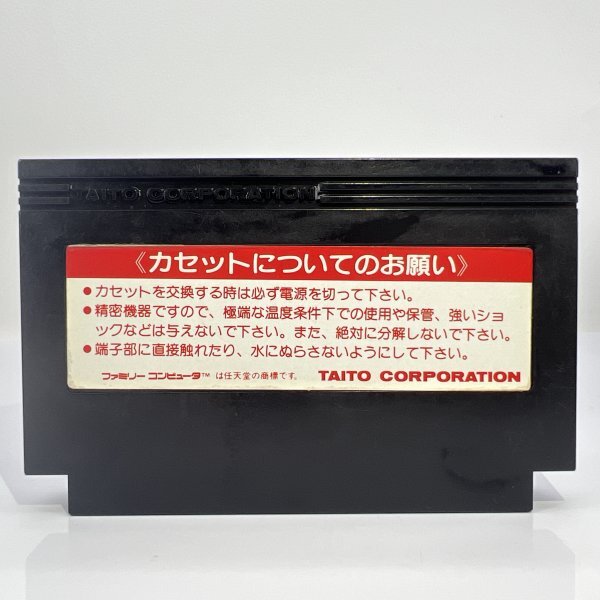 TAITO CORPORATION
《カセットについてのお願い》
●カセットを交換する時は必ず電源を切って下さい。
●精密機器ですので、極端な温度条件下での使用や保管、強いショ
ックなどは与えないで下さい。また、絶対に分解しないで下さい。
●端子部に直接触れたり、水にぬらさないようにして下さい。
ファミリー コンピュータ™ は任天堂の商標です。 TAITO CORPORATION